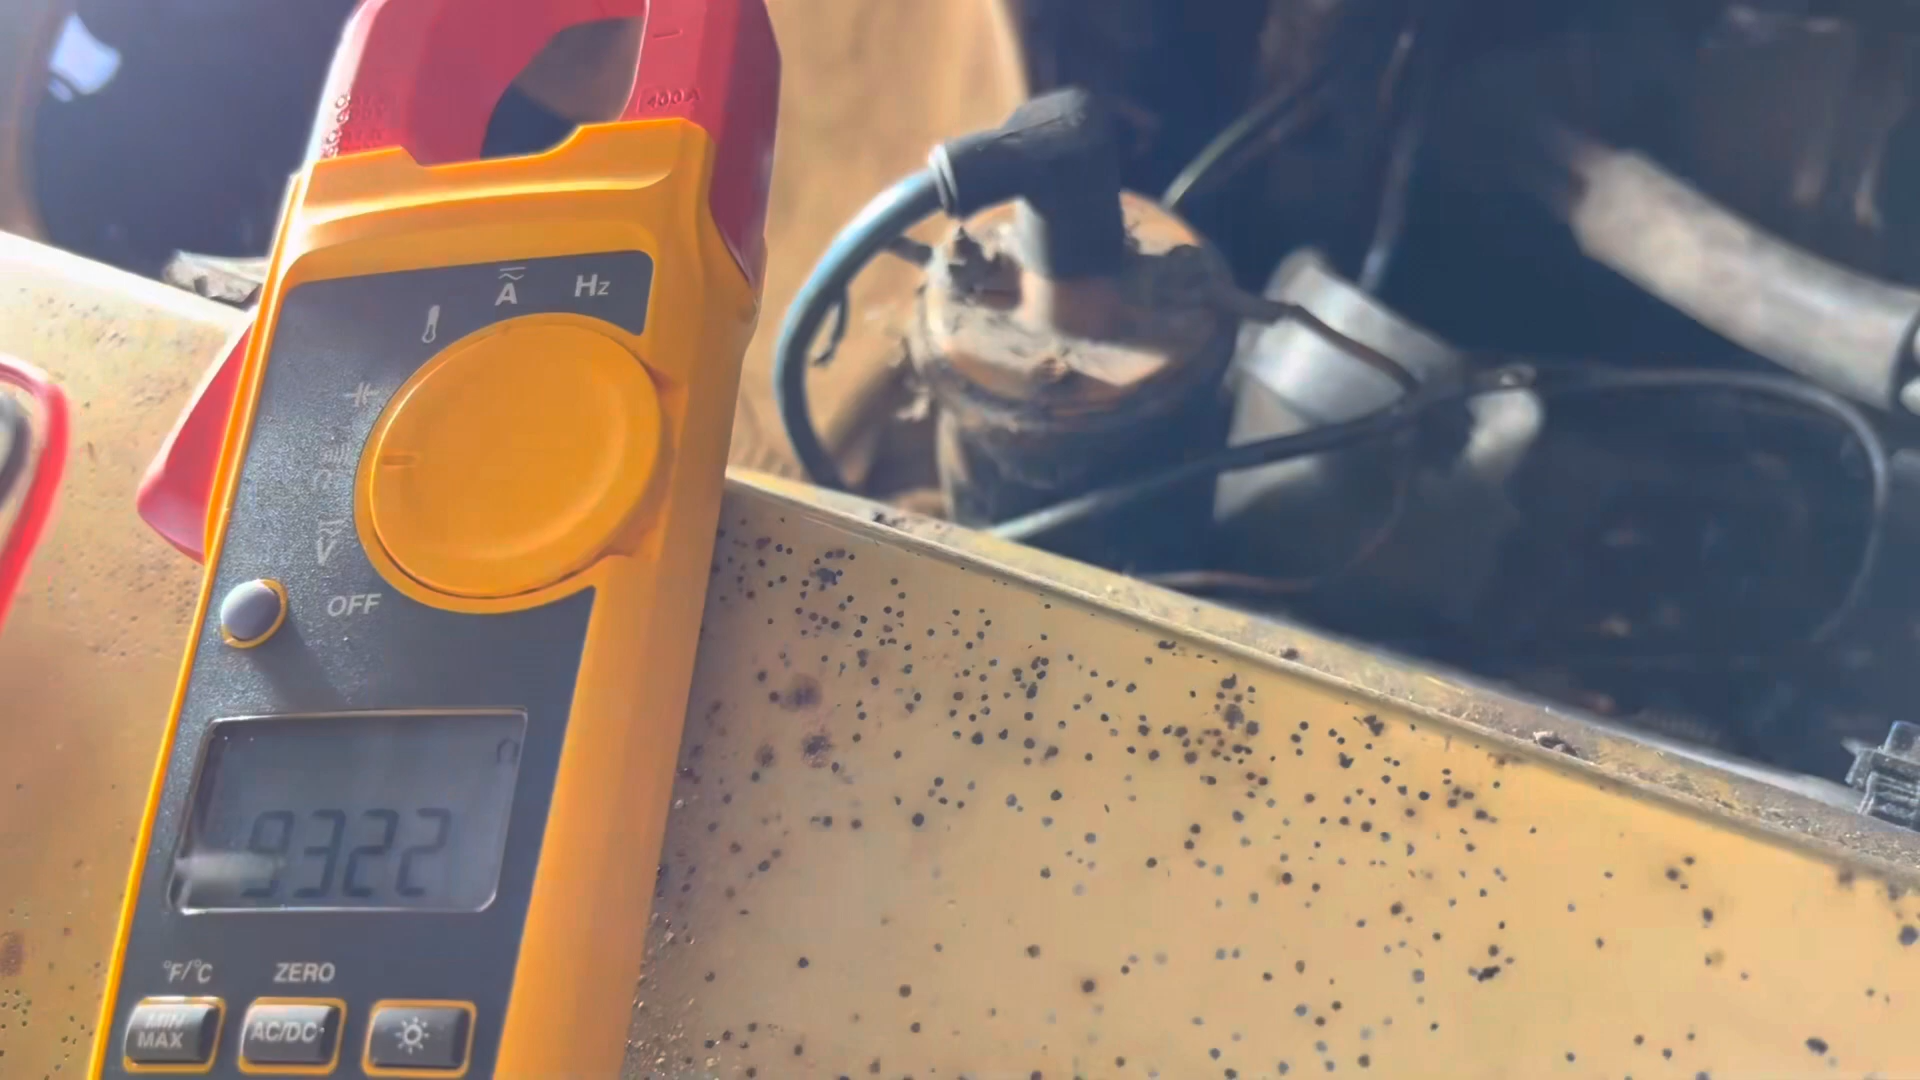 400A
A
Hz
Ω
V
OFF
Ω
9322
°F/°C
ZERO
MIN
MAX
AC/DC